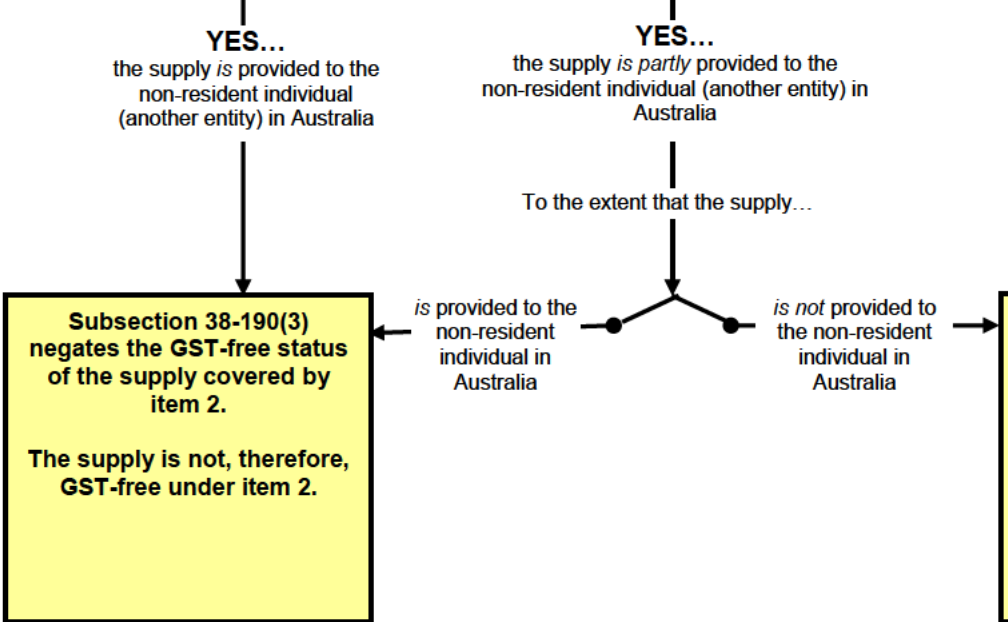 YES…
the supply is provided to the
non-resident individual
(another entity) in Australia
YES…
the supply is partly provided to the
non-resident individual (another entity) in
Australia
To the extent that the supply…
is provided to the
non-resident
individual in
Australia
is not provided to
the non-resident
individual in
Australia
Subsection 38-190(3)
negates the GST-free status
of the supply covered by
item 2.
The supply is not, therefore,
GST-free under item 2.